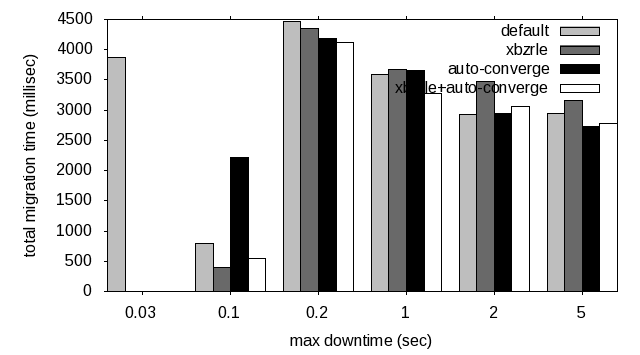 4500
4000
3500
3000
2500
2000
1500
1000
500
0
total migration time (millisec)
default
xbzrle
auto-converge
xbzrle+auto-converge
0.03 0.1 0.2 1 2 5
max downtime (sec)